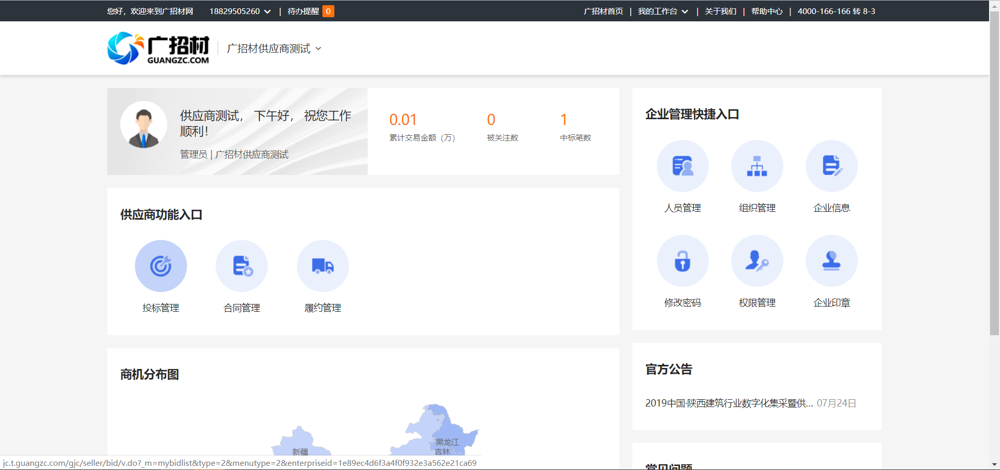 您好，欢迎来到广招材网 18829505260 | 待办提醒 0
广招材首页 | 我的工作台 | 关于我们 | 帮助中心 | 4000-166-166 转 8-3
广招材
GUANGZC.COM
广招材供应商测试
供应商测试， 下午好， 祝您工作
顺利！
管理员 | 广招材供应商测试
0.01
累计交易金额（万）
0
被关注数
1
中标笔数
供应商功能入口
投标管理
合同管理
履约管理
商机分布图
新疆
黑龙江
吉林
企业管理快捷入口
人员管理
组织管理
企业信息
修改密码
权限管理
企业印章
官方公告
2019中国·陕西建筑行业数字化集采暨供... 07月24日
常见问题
jc.t.guangzc.com/gjc/seller/bid/v.do?_m=mybidlist&type=2&menutype=2&enterpriseid=1e89ec4d6f3a4f0f932e3a562e21ca69